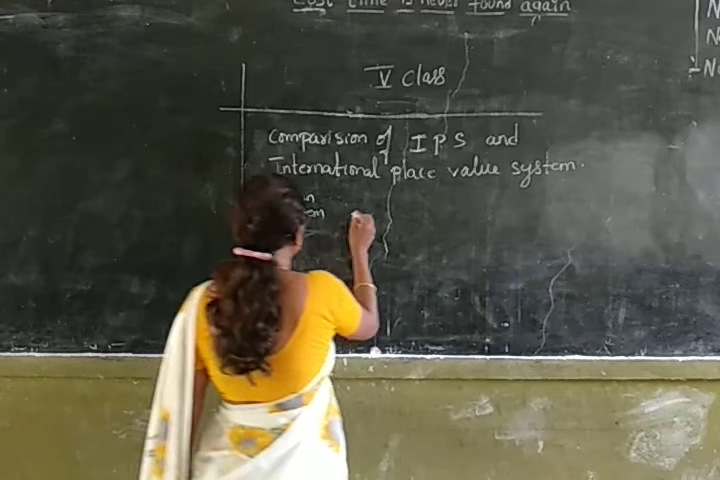 Lost time is never found again
V Class
Comparision of IPS and
International place value system.